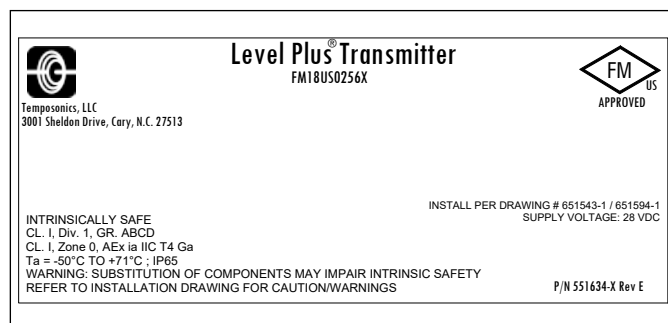 Level Plus® Transmitter
FM18US0256X
FM
US
APPROVED
Temposonics, LLC
3001 Sheldon Drive, Cary, N.C. 27513
INSTALL PER DRAWING # 651543-1 / 651594-1
SUPPLY VOLTAGE: 28 VDC
INTRINSICALLY SAFE
CL. I, Div. 1, GR. ABCD
CL. I, Zone 0, AEx ia IIC T4 Ga
Ta = -50°C TO +71°C ; IP65
WARNING: SUBSTITUTION OF COMPONENTS MAY IMPAIR INTRINSIC SAFETY
REFER TO INSTALLATION DRAWING FOR CAUTION/WARNINGS
P/N 551634-X Rev E